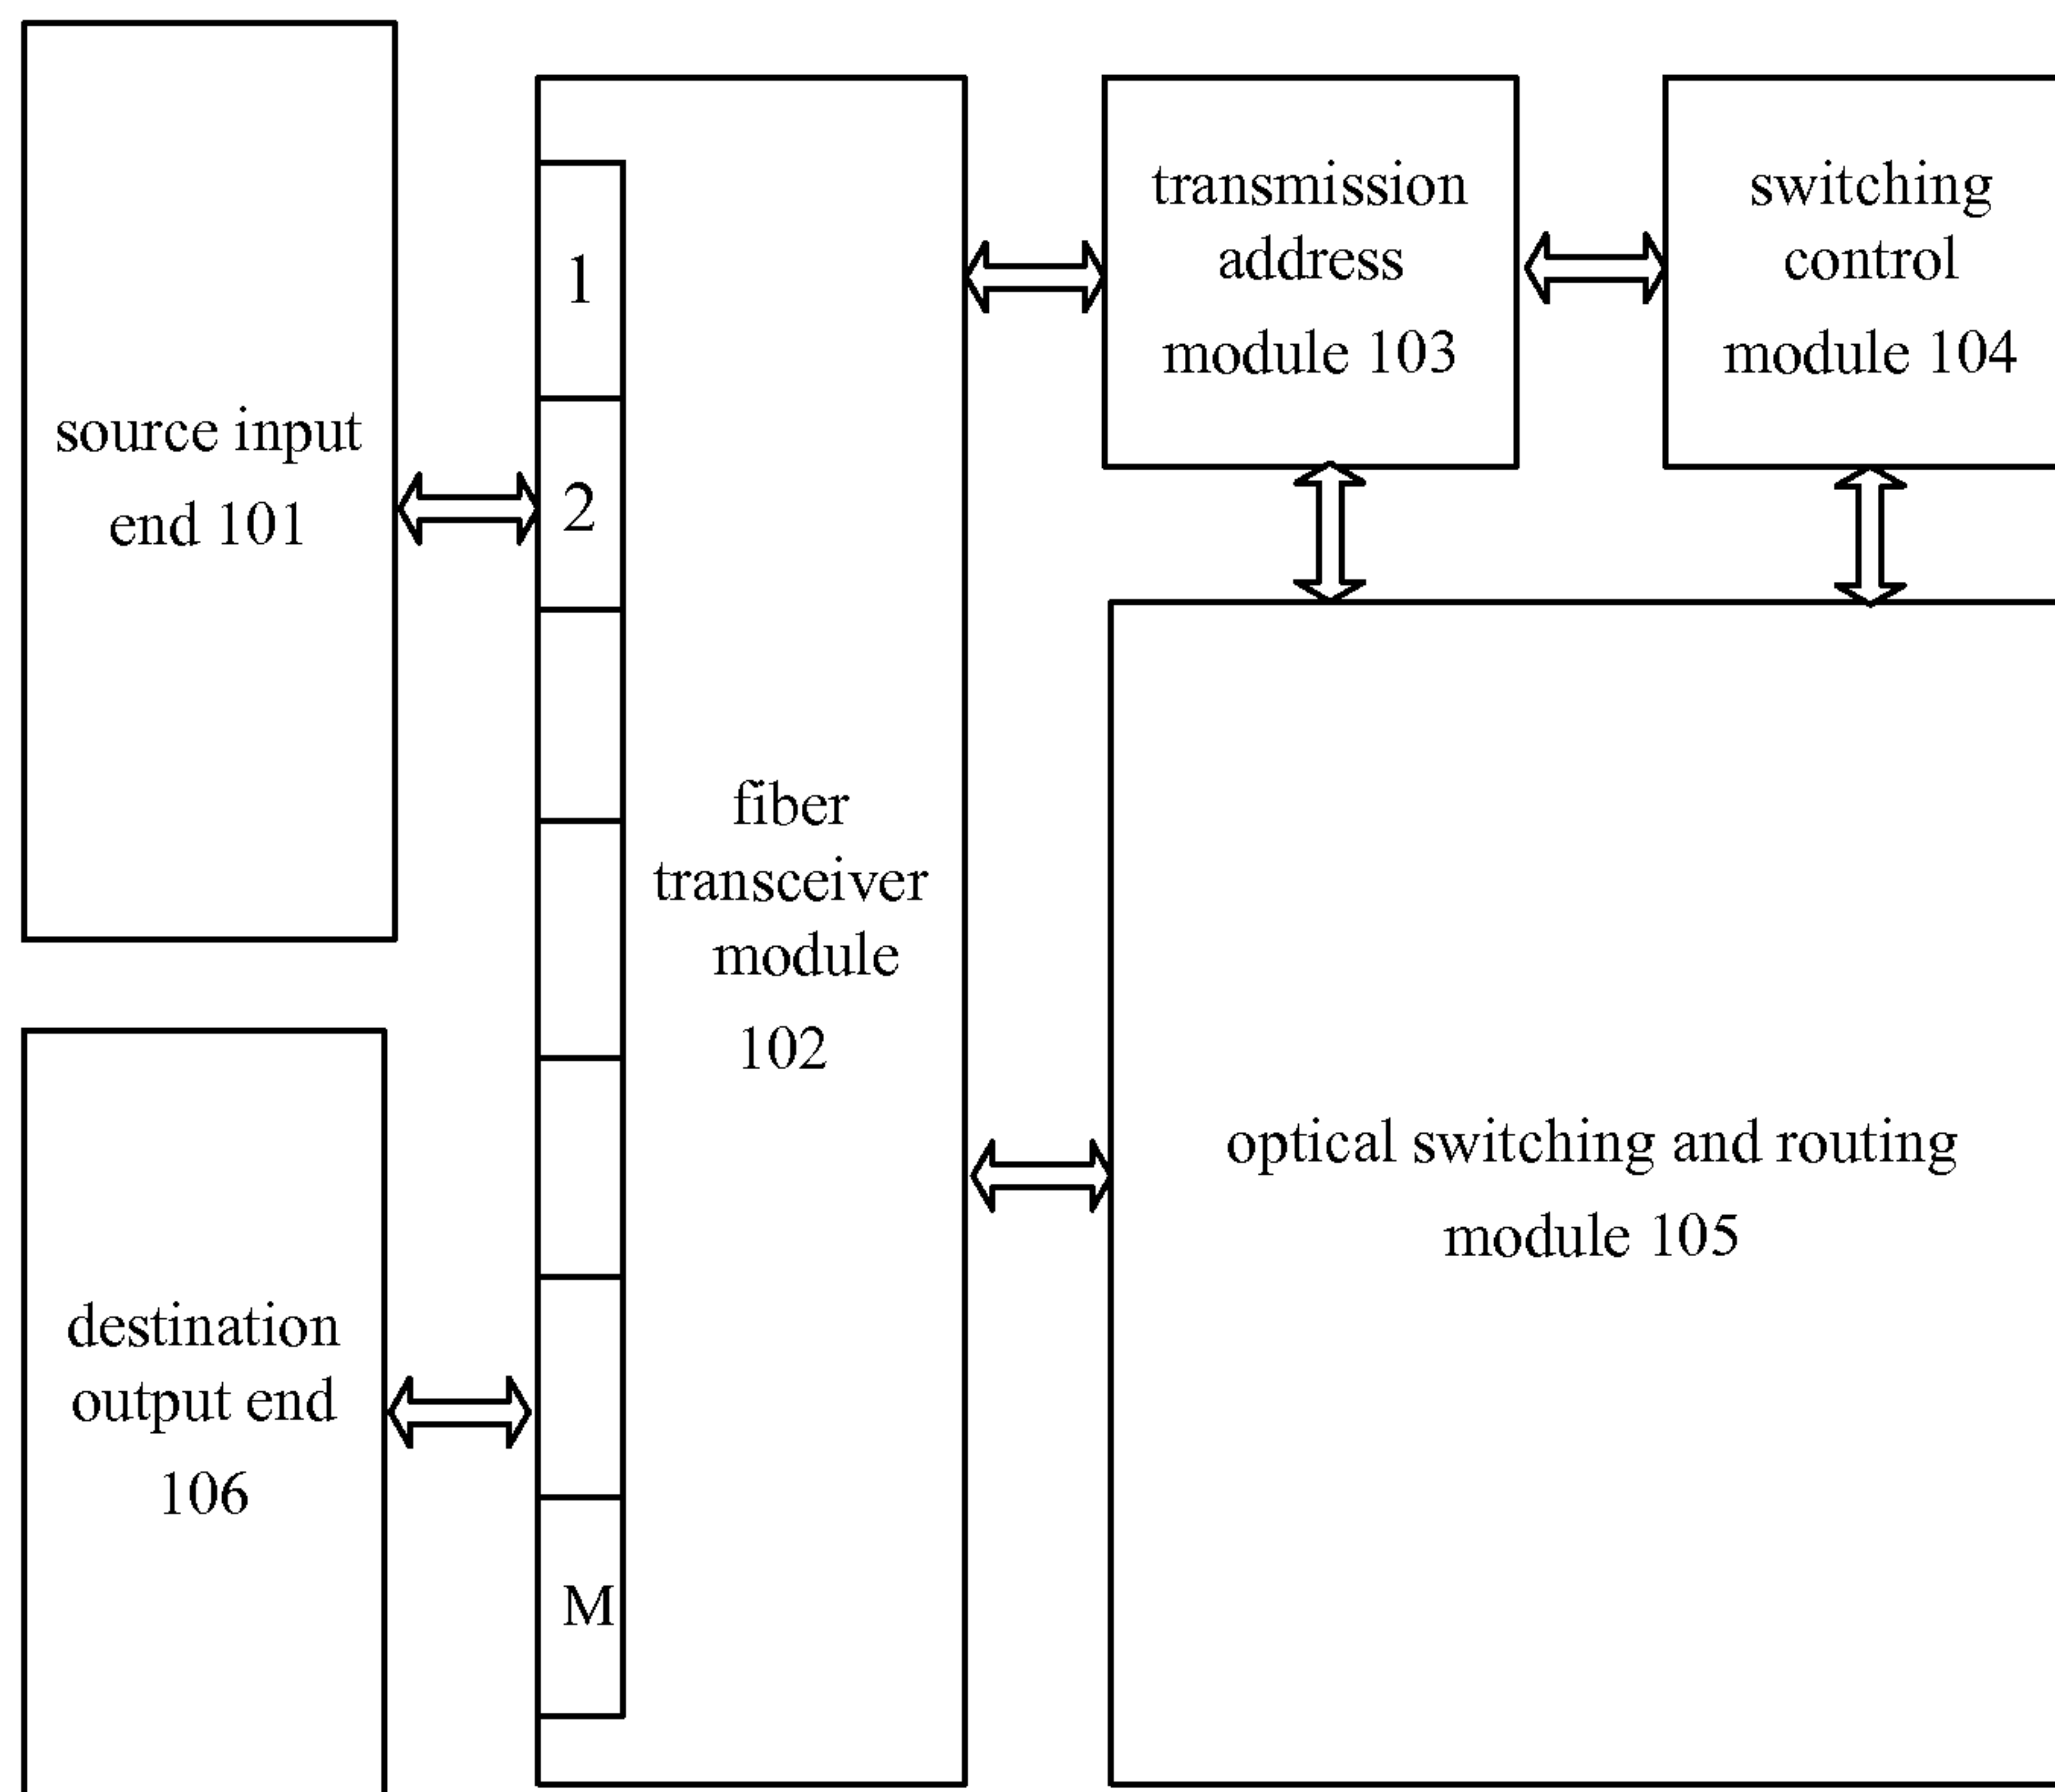 source input
end 101
1
2
M
fiber
transceiver
module
102
transmission
address
module 103
switching
control
module 104
optical switching and routing
module 105
destination
output end
106